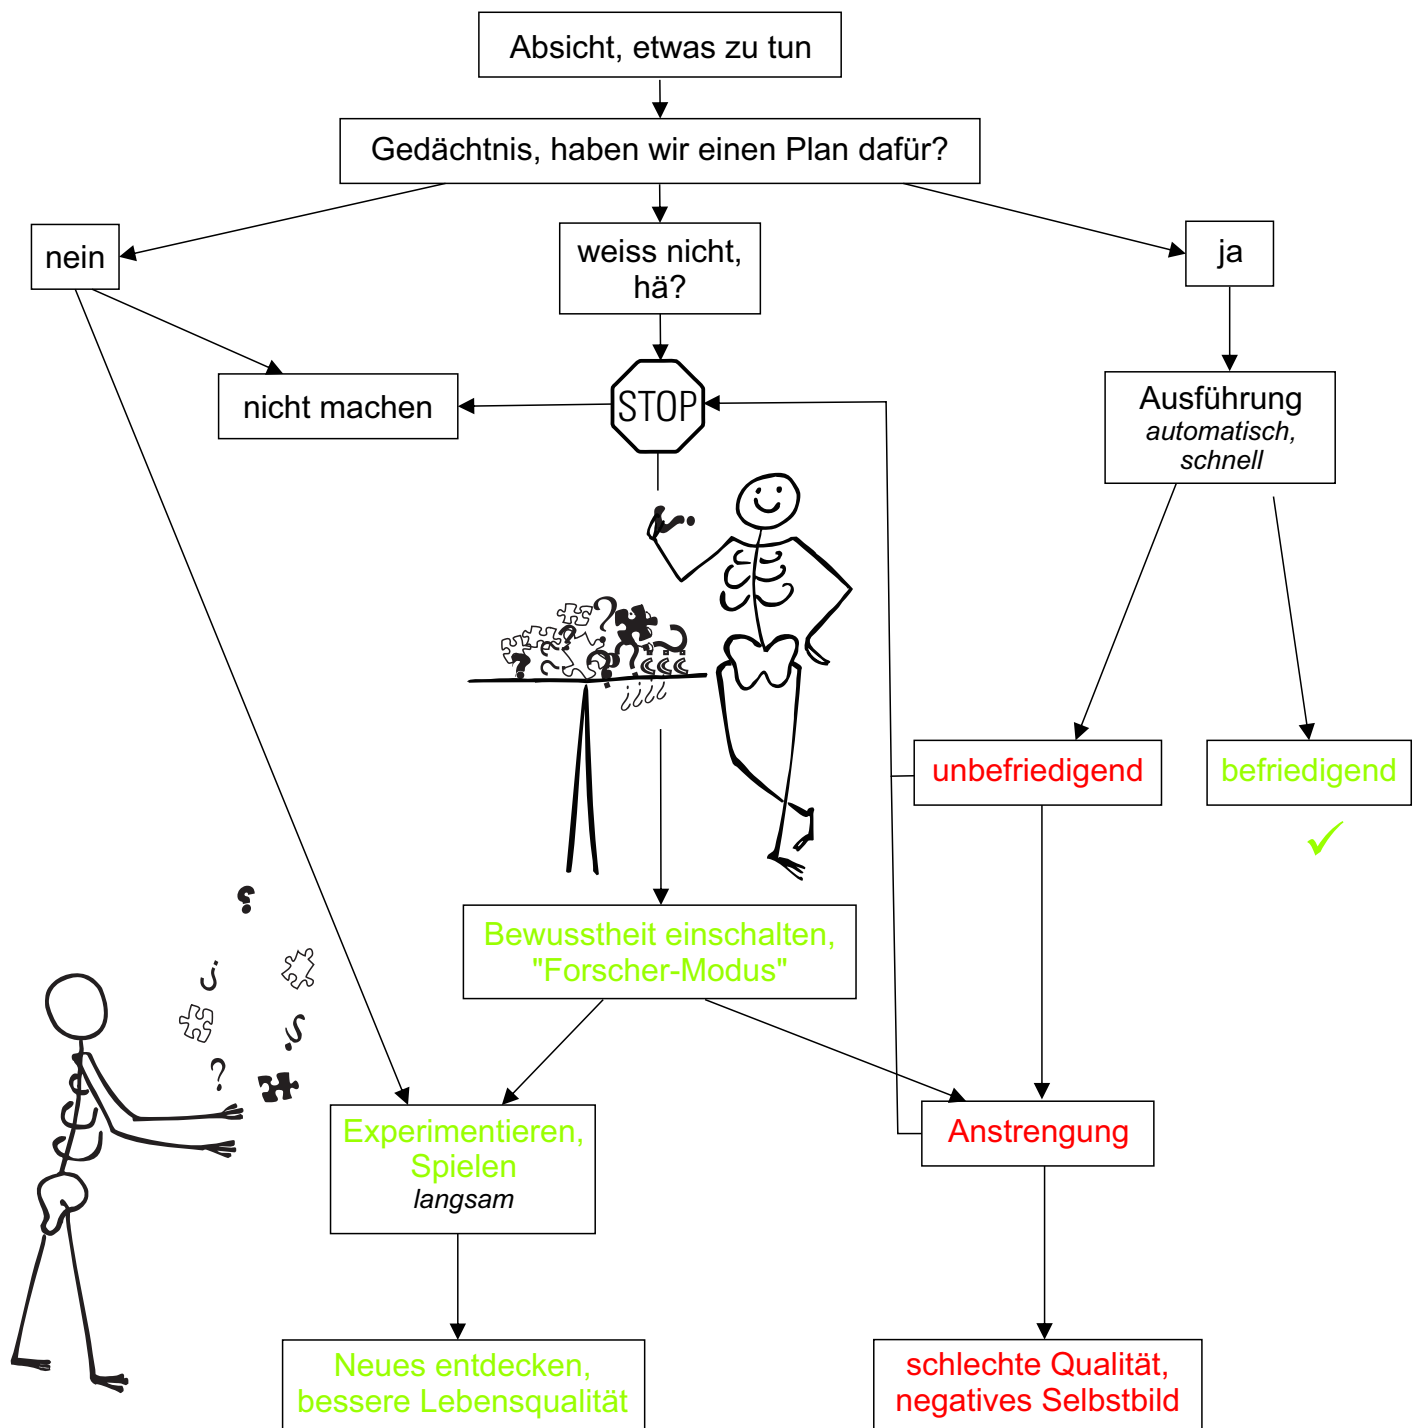 Absicht, etwas zu tun
Gedächtnis, haben wir einen Plan dafür?
nein
weiss nicht,
hä?
ja
nicht machen
STOP
Ausführung
automatisch,
schnell
unbefriedigend
befriedigend
Bewusstheit einschalten,
"Forscher-Modus"
Experimentieren,
Spielen
langsam
Anstrengung
Neues entdecken,
bessere Lebensqualität
schlechte Qualität,
negatives Selbstbild